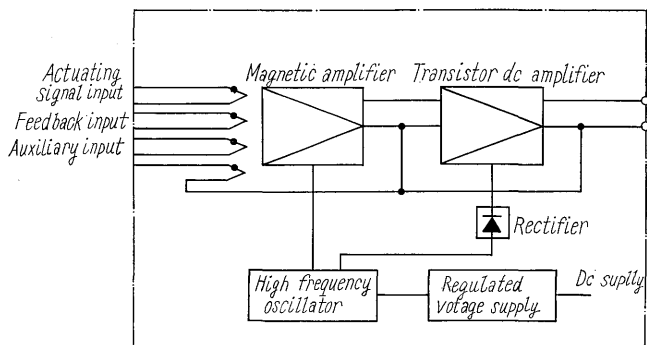 Actuating
signal input
Feedback input
Auxiliary input
Magnetic amplifier
Transistor dc amplifier
Rectifier
High frequency
oscillator
Regulated
votage supply
Dc suplly